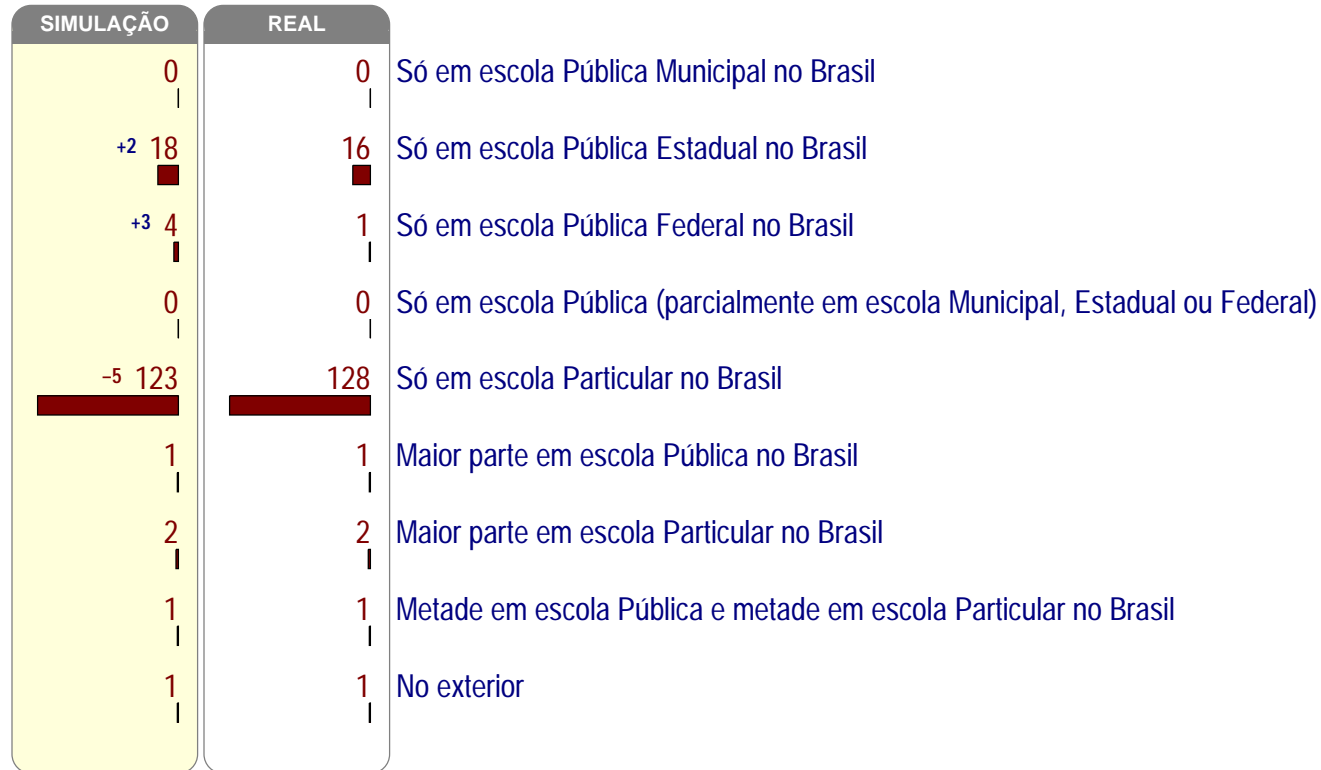 SIMULAÇÃO REAL
0 0 Só em escola Pública Municipal no Brasil
+2 18 16 Só em escola Pública Estadual no Brasil
+3 4 1 Só em escola Pública Federal no Brasil
0 0 Só em escola Pública (parcialmente em escola Municipal, Estadual ou Federal)
−5 123 128 Só em escola Particular no Brasil
1 1 Maior parte em escola Pública no Brasil
2 2 Maior parte em escola Particular no Brasil
1 1 Metade em escola Pública e metade em escola Particular no Brasil
1 1 No exterior